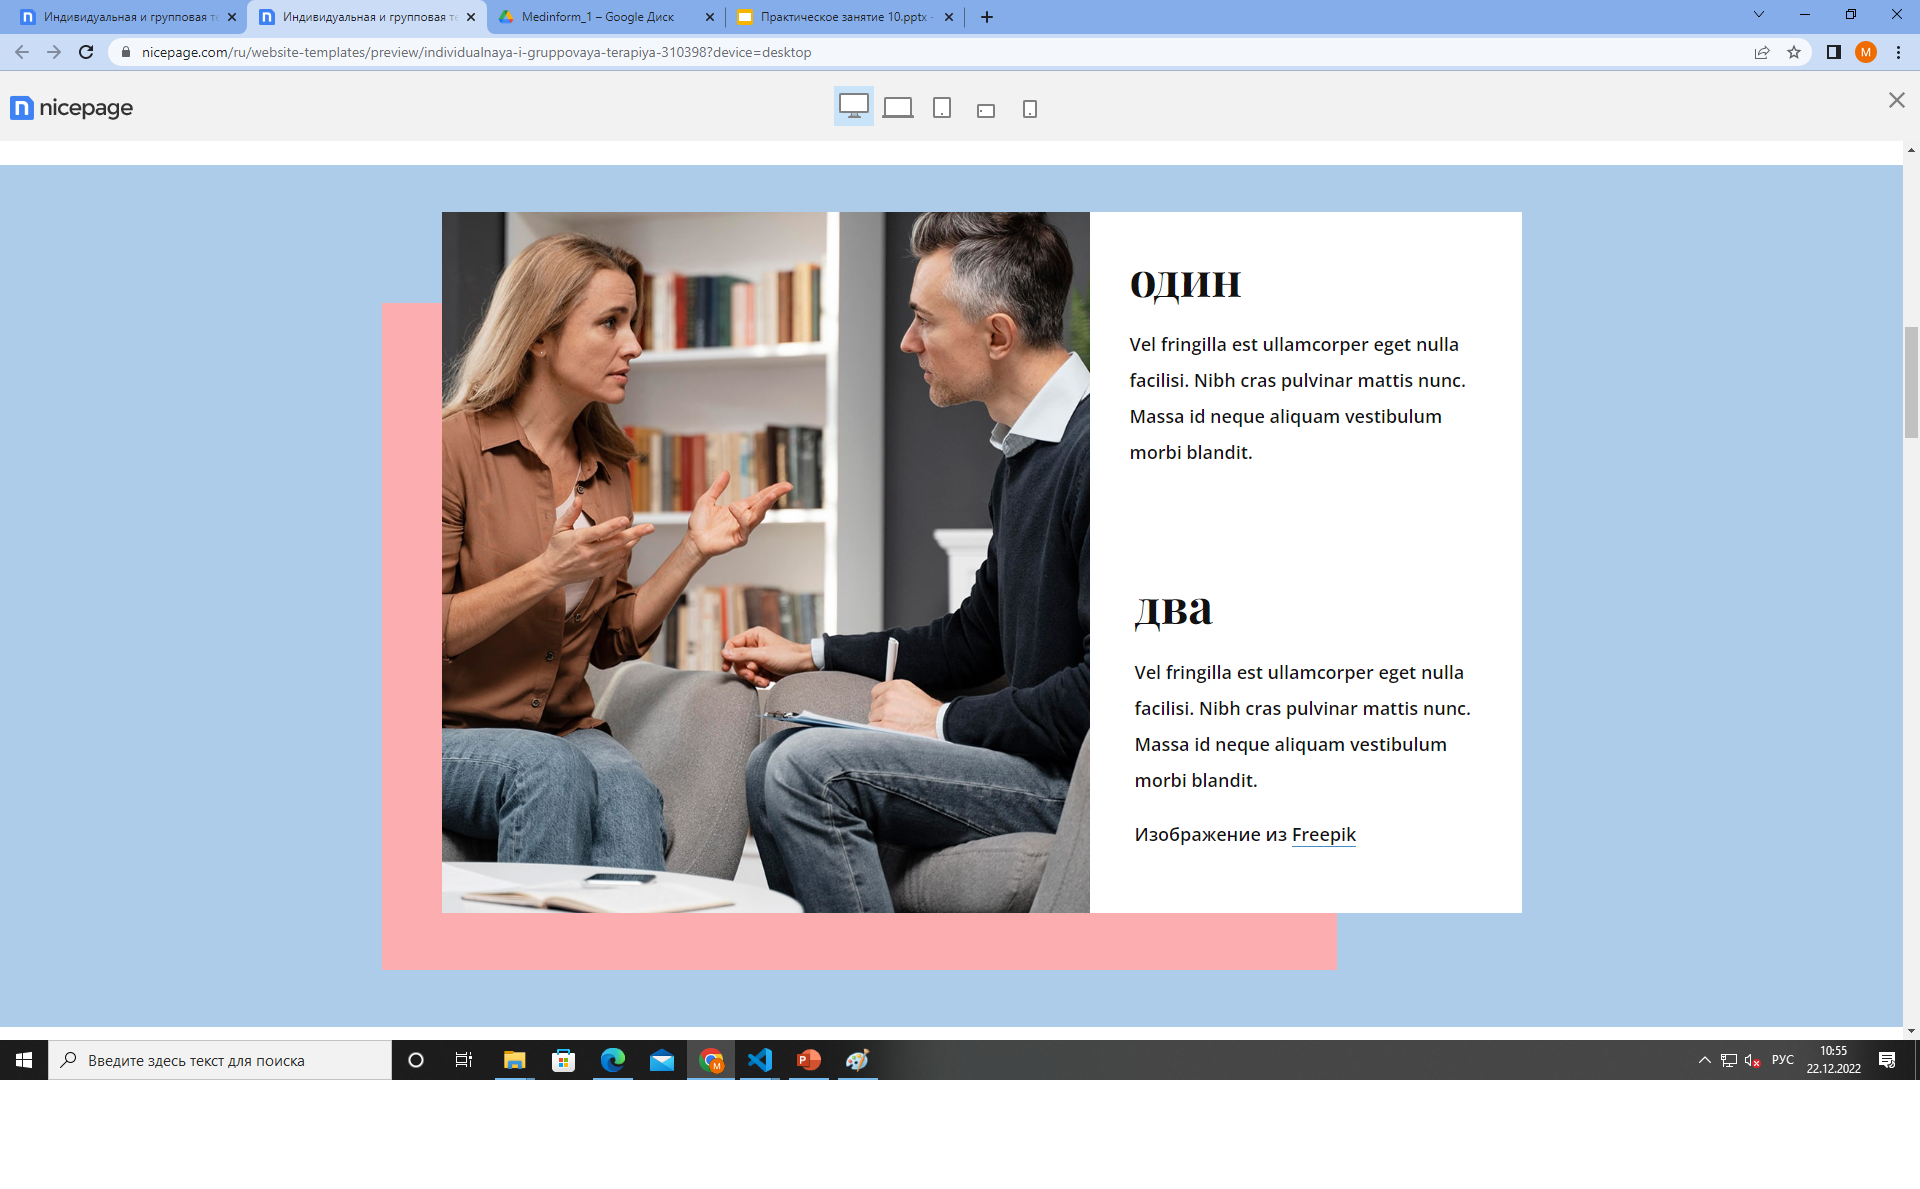 Индивидуальная и групповая те
Индивидуальная и групповая те
Medinform_1 – Google Диск
Практическое занятие 10.pptx -
nicepage.com/ru/website-templates/preview/individualnaya-i-gruppovaya-terapiya-310398?device=desktop
M
nicepage
один
Vel fringilla est ullamcorper eget nulla
facilisi. Nibh cras pulvinar mattis nunc.
Massa id neque aliquam vestibulum
morbi blandit.
два
Vel fringilla est ullamcorper eget nulla
facilisi. Nibh cras pulvinar mattis nunc.
Massa id neque aliquam vestibulum
morbi blandit.
Изображение из Freepik
Введите здесь текст для поиска
РУС
10:55
22.12.2022